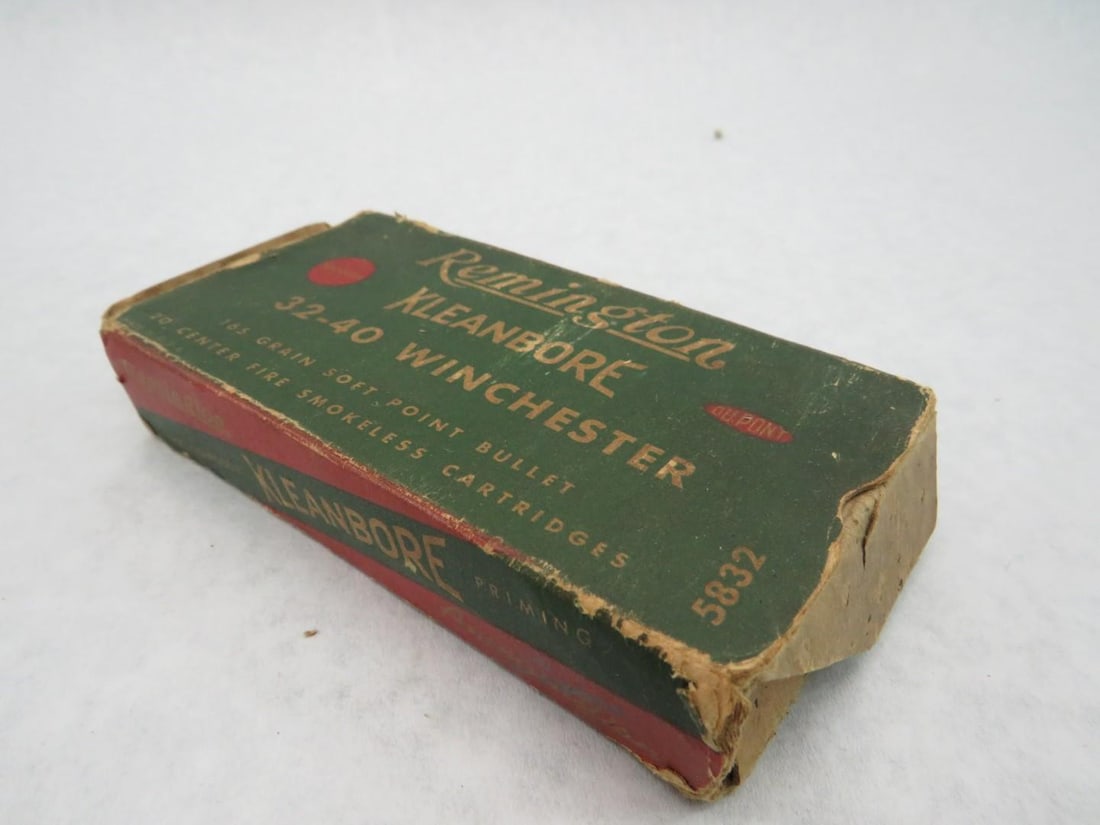 Remington
KLEANBORE
32-40 WINCHESTER
165 GRAIN SOFT POINT BULLET
20 CENTER FIRE SMOKELESS CARTRIDGES
DU PONT
5832
KLEANBORE
PRIMING